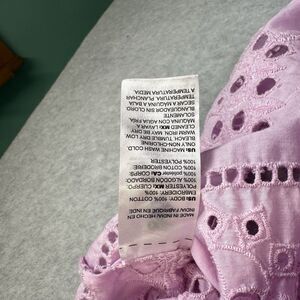 MADE IN INDIA/ HECHO EN
INDIA/ FABRIQUE EN INDE
US: BODY: 100% COTTON
EMBROIDERY: 100%
POLYESTER MX: CUERPO:
100% ALGODON BORDADO:
100% POLIESTER CA: CORPS:
100% COTON BRODERIE:
100% POLYESTER
US: MACHINE WASH COLD.
ONLY NON-CHLORINE
BLEACH. TUMBLE DRY LOW.
WARM IRON. MAY BE DRY
CLEANED MX: LAVAR A
MAQUINA CON AGUA FRIA.
SOLAMENTE
BLANQUEADOR SIN CLORO.
SECAR MAQUINA A BAJA
TEMPERATURA. PLANCHAR
A TEMPERATURA MEDIA.